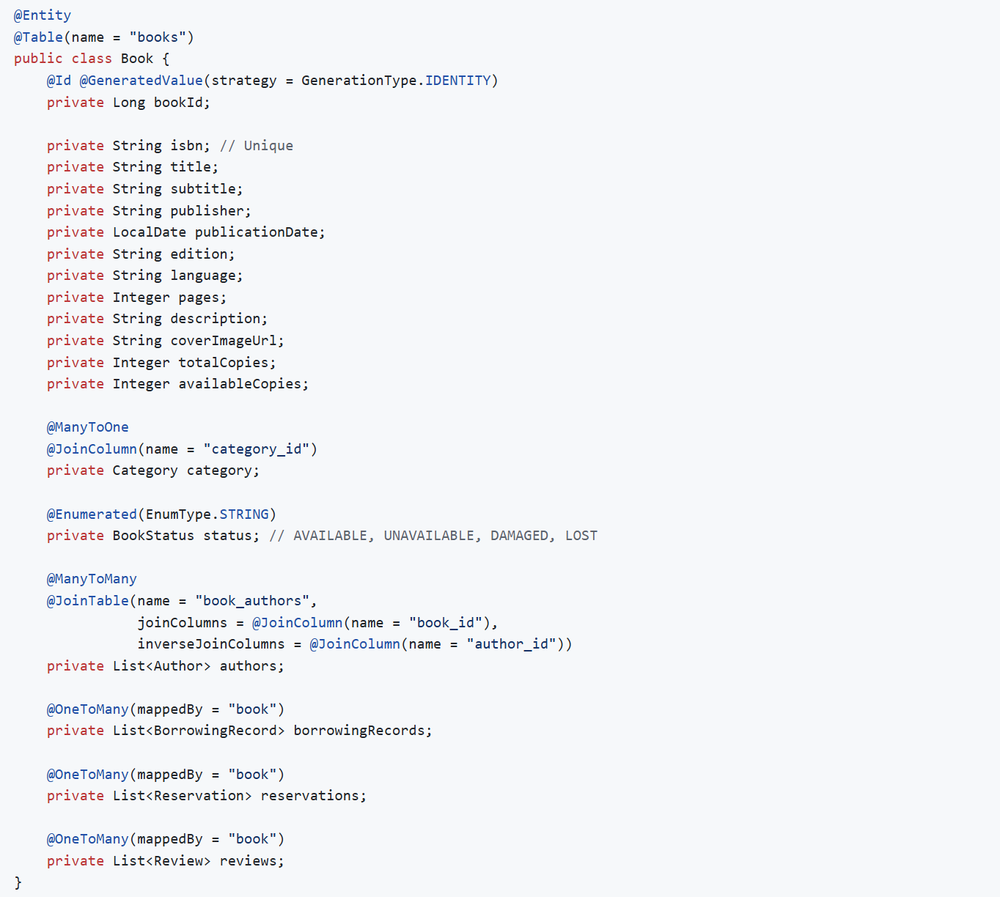 @Entity
@Table(name = "books")
public class Book {
    @Id @GeneratedValue(strategy = GenerationType.IDENTITY)
    private Long bookId;

    private String isbn; // Unique
    private String title;
    private String subtitle;
    private String publisher;
    private LocalDate publicationDate;
    private String edition;
    private String language;
    private Integer pages;
    private String description;
    private String coverImageUrl;
    private Integer totalCopies;
    private Integer availableCopies;

    @ManyToOne
    @JoinColumn(name = "category_id")
    private Category category;

    @Enumerated(EnumType.STRING)
    private BookStatus status; // AVAILABLE, UNAVAILABLE, DAMAGED, LOST

    @ManyToMany
    @JoinTable(name = "book_authors",
               joinColumns = @JoinColumn(name = "book_id"),
               inverseJoinColumns = @JoinColumn(name = "author_id"))
    private List<Author> authors;

    @OneToMany(mappedBy = "book")
    private List<BorrowingRecord> borrowingRecords;

    @OneToMany(mappedBy = "book")
    private List<Reservation> reservations;

    @OneToMany(mappedBy = "book")
    private List<Review> reviews;
}